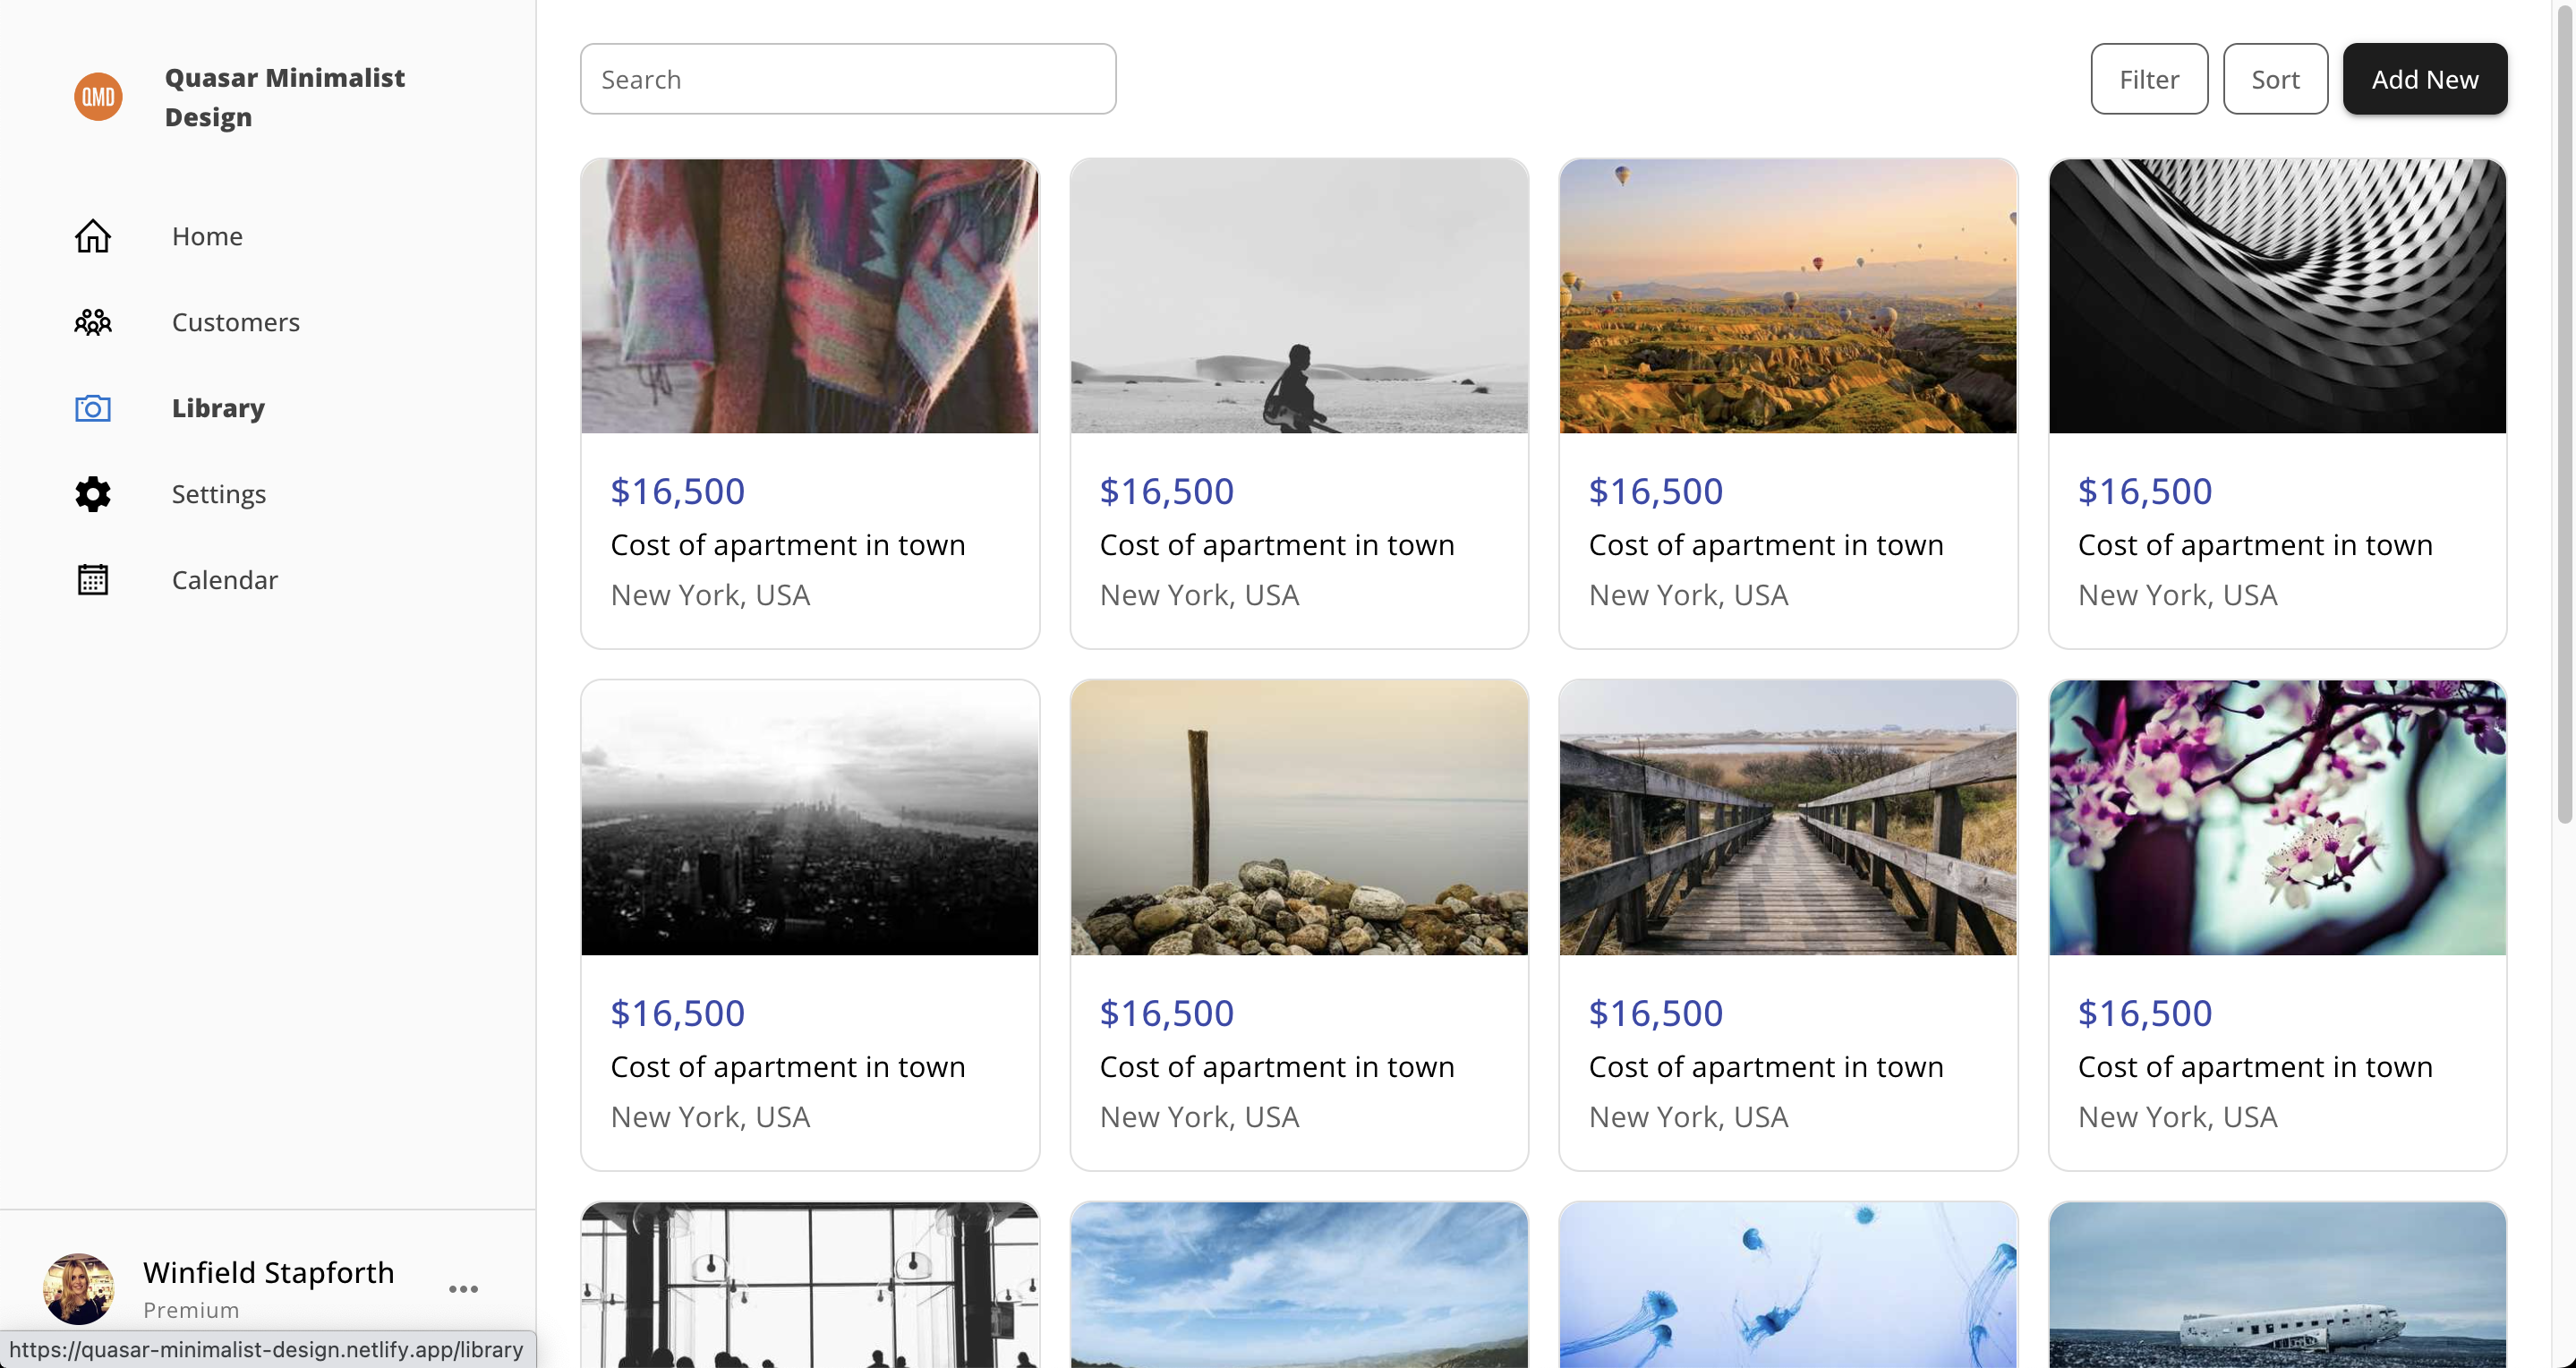 QMD
Quasar Minimalist
Design
Home
Customers
Library
Settings
Calendar
Winfield Stapforth
Premium
https://quasar-minimalist-design.netlify.app/library
Search
Filter
Sort
Add New
$16,500
Cost of apartment in town
New York, USA
$16,500
Cost of apartment in town
New York, USA
$16,500
Cost of apartment in town
New York, USA
$16,500
Cost of apartment in town
New York, USA
$16,500
Cost of apartment in town
New York, USA
$16,500
Cost of apartment in town
New York, USA
$16,500
Cost of apartment in town
New York, USA
$16,500
Cost of apartment in town
New York, USA